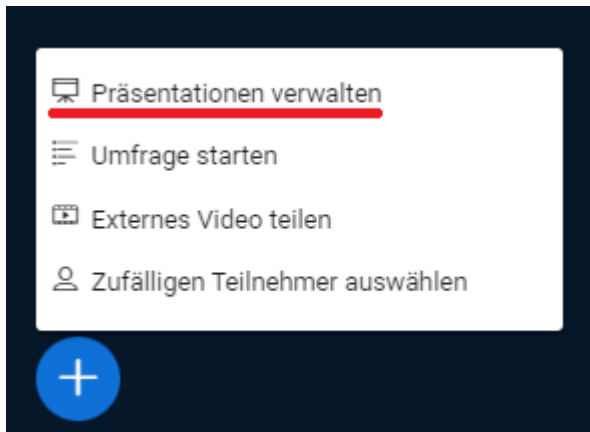 Präsentationen verwalten
Umfrage starten
Externes Video teilen
Zufälligen Teilnehmer auswählen